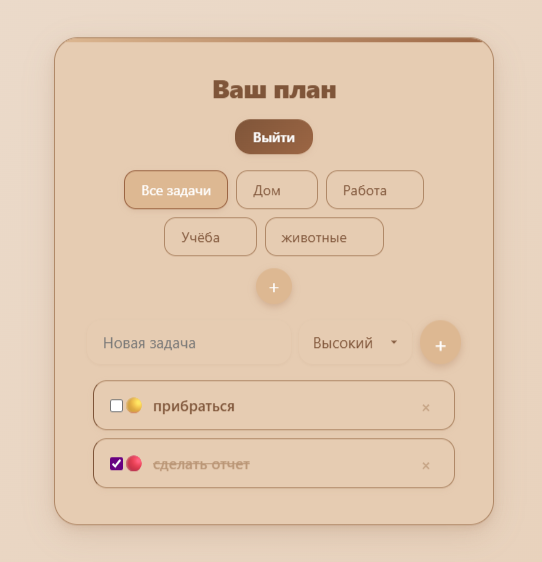 Ваш план
Выйти
Все задачи Дом Работа
Учёба животные
+
Новая задача Высокий +
прибраться ×
сделать отчет ×